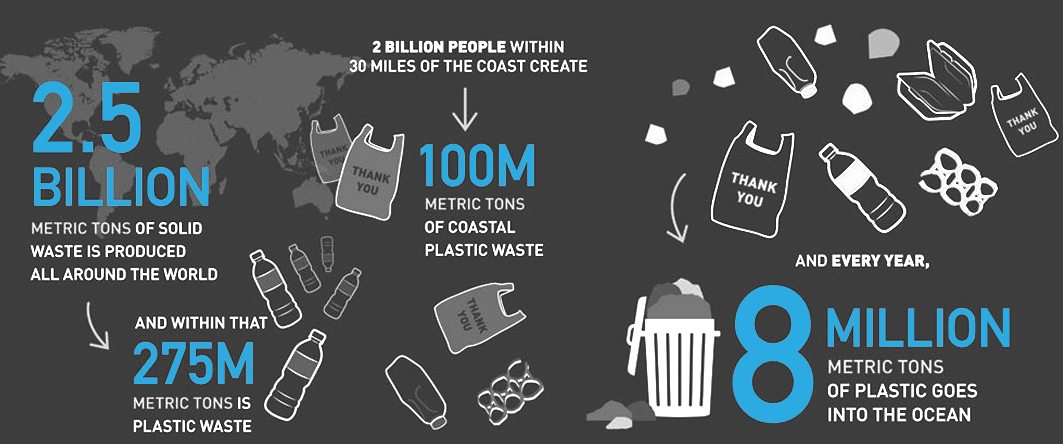 2.5
BILLION
METRIC TONS OF SOLID
WASTE IS PRODUCED
ALL AROUND THE WORLD
AND WITHIN THAT
275M
METRIC TONS IS
PLASTIC WASTE
2 BILLION PEOPLE WITHIN
30 MILES OF THE COAST CREATE
100M
METRIC TONS
OF COASTAL
PLASTIC WASTE
THANK
YOU
THANK
YOU
THANK
YOU
THANK
YOU
THANK
YOU
AND EVERY YEAR,
8
MILLION
METRIC TONS
OF PLASTIC GOES
INTO THE OCEAN